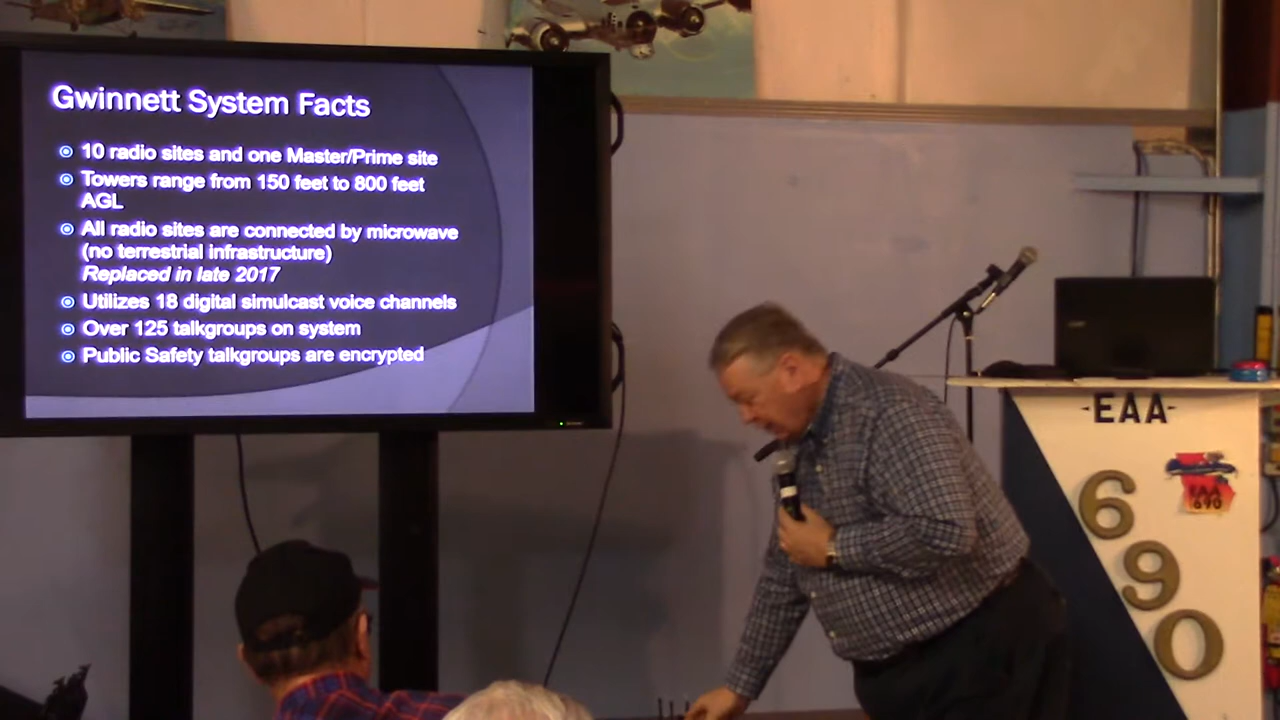 Gwinnett System Facts
10 radio sites and one Master/Prime site
Towers range from 150 feet to 800 feet
AGL
All radio sites are connected by microwave
(no terrestrial infrastructure)
Replaced in late 2017
Utilizes 18 digital simulcast voice channels
Over 125 talkgroups on system
Public Safety talkgroups are encrypted
-EAA-
690
EAA
690